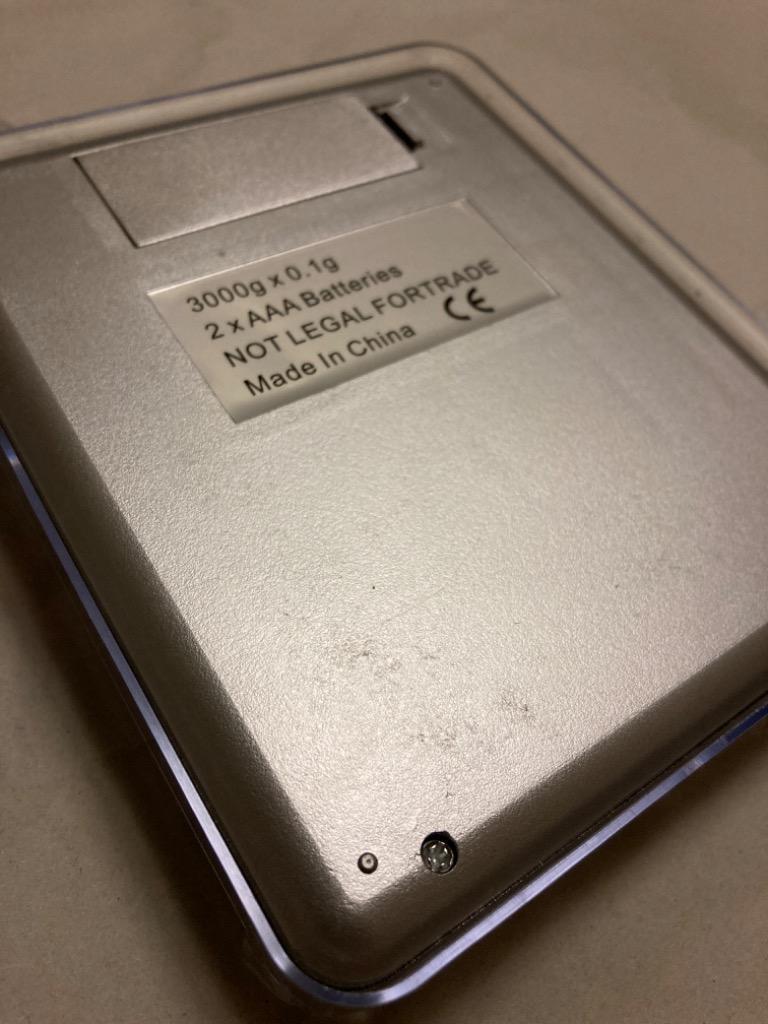 3000g x 0.1g
2 x AAA Batteries
NOT LEGAL FORTRADE
Made In China CE